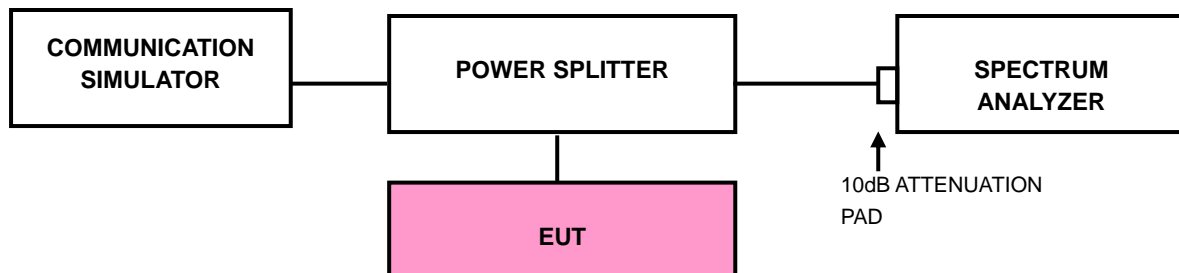 COMMUNICATION
SIMULATOR
POWER SPLITTER
SPECTRUM
ANALYZER
10dB ATTENUATION
PAD
EUT